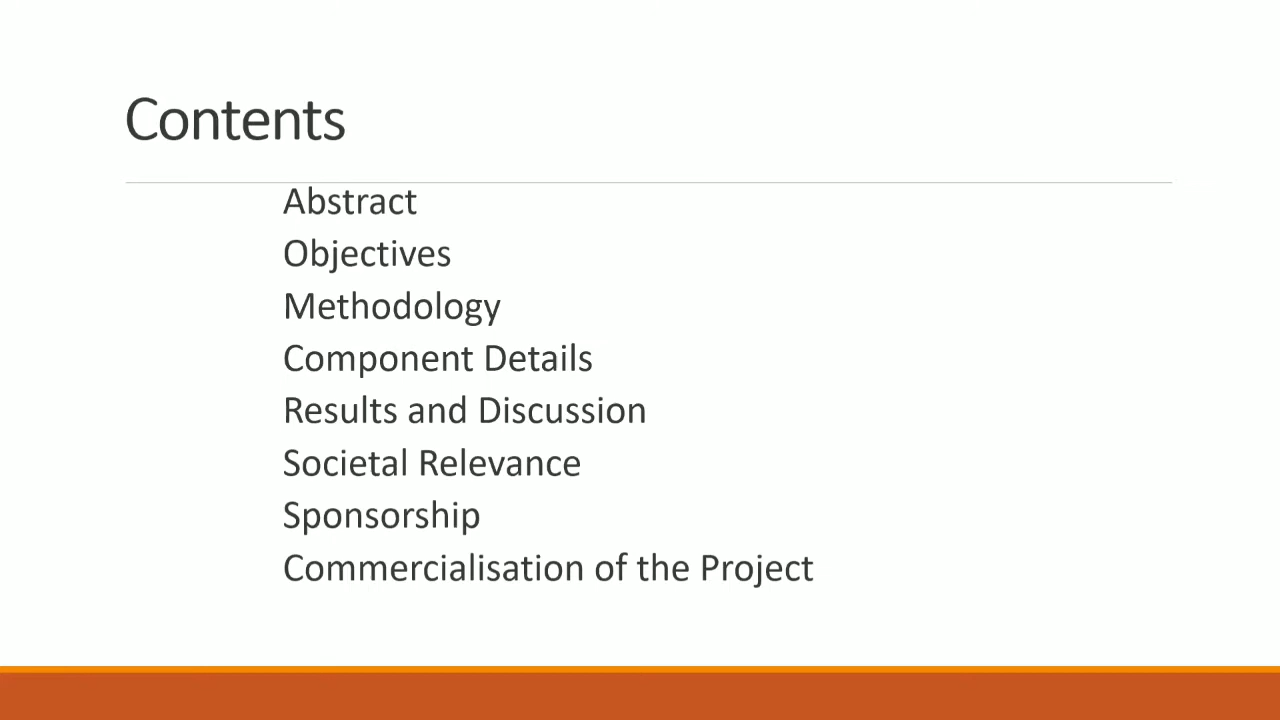 Contents
Abstract
Objectives
Methodology
Component Details
Results and Discussion
Societal Relevance
Sponsorship
Commercialisation of the Project